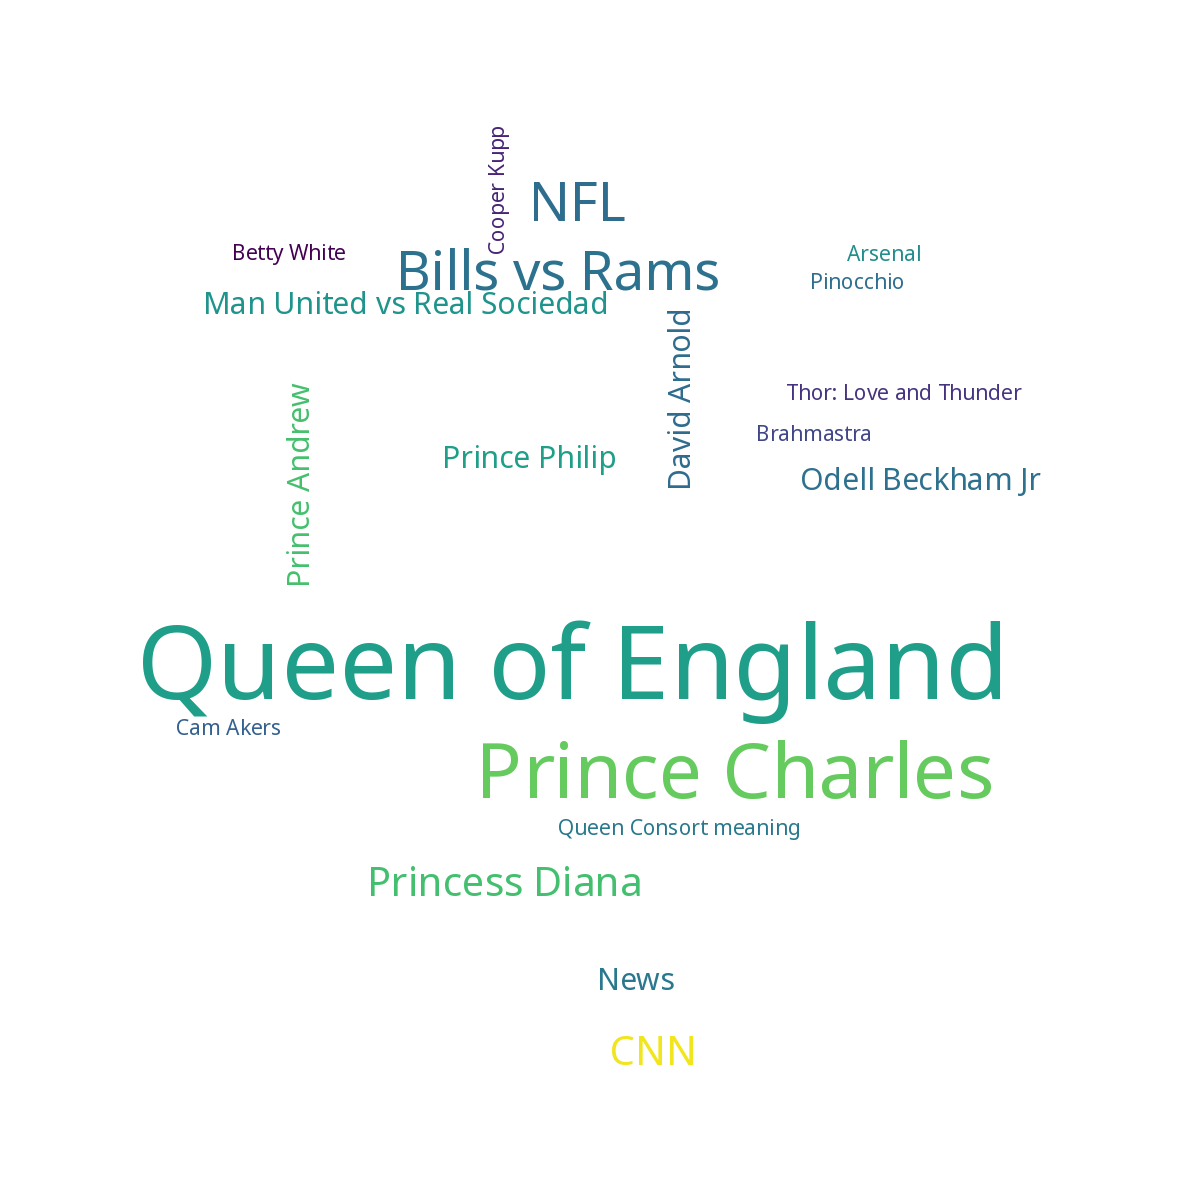 Cooper Kupp
NFL
Betty White
Bills vs Rams
Arsenal
Pinocchio
Man United vs Real Sociedad
David Arnold
Thor: Love and Thunder
Prince Andrew
Brahmastra
Prince Philip
Odell Beckham Jr
Queen of England
Cam Akers
Prince Charles
Queen Consort meaning
Princess Diana
News
CNN